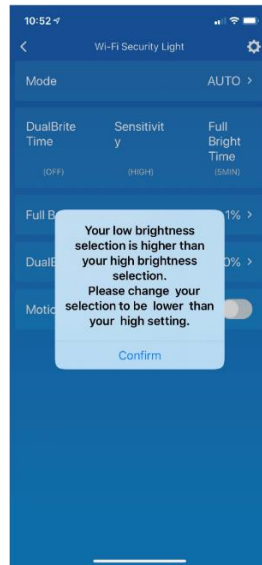 10:52
Wi-Fi Security Light
Mode AUTO >
DualBrite Sensitivit Full
Time y Bright
Time
(OFF) (HIGH) (5MIN)
Full B 1% >
DualB 0% >
Motic
Your low brightness
selection is higher than
your high brightness
selection.
Please change your
selection to be lower than
your high setting.
Confirm